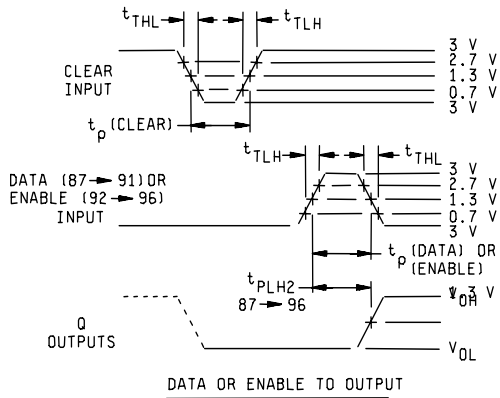 t THL
t TLH
3 V
2.7 V
1.3 V
0.7 V
3 V
CLEAR
INPUT
t p (CLEAR)
t TLH
t THL
3 V
2.7 V
1.3 V
0.7 V
3 V
DATA (87→91) OR
ENABLE (92→96)
INPUT
t p (DATA) OR
(ENABLE)
t PLH2
87→96
V OH
1.3 V
V OL
Q
OUTPUTS
DATA OR ENABLE TO OUTPUT